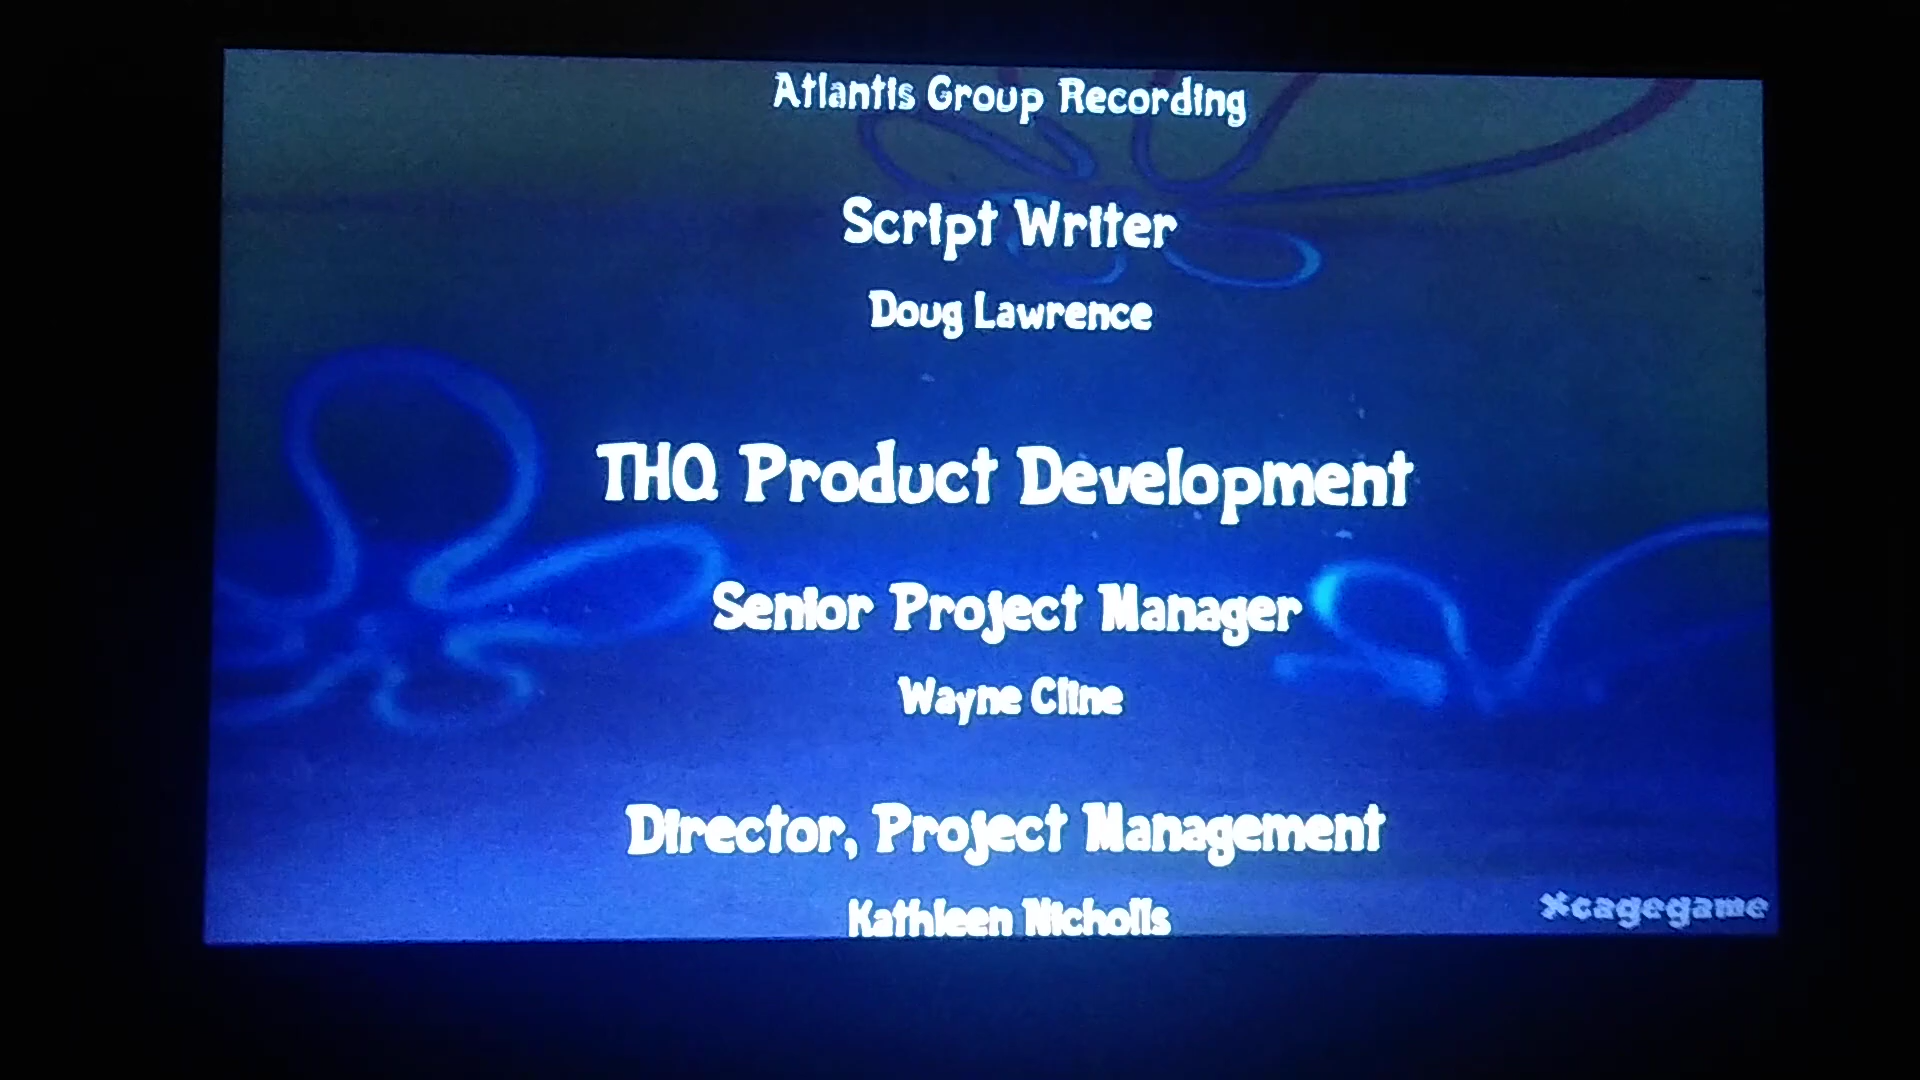 Atlantis Group Recording
Script Writer
Doug Lawrence
THQ Product Development
Senior Project Manager
Wayne Cline
Director, Project Management
Kathleen Nicholls
Xcagegame